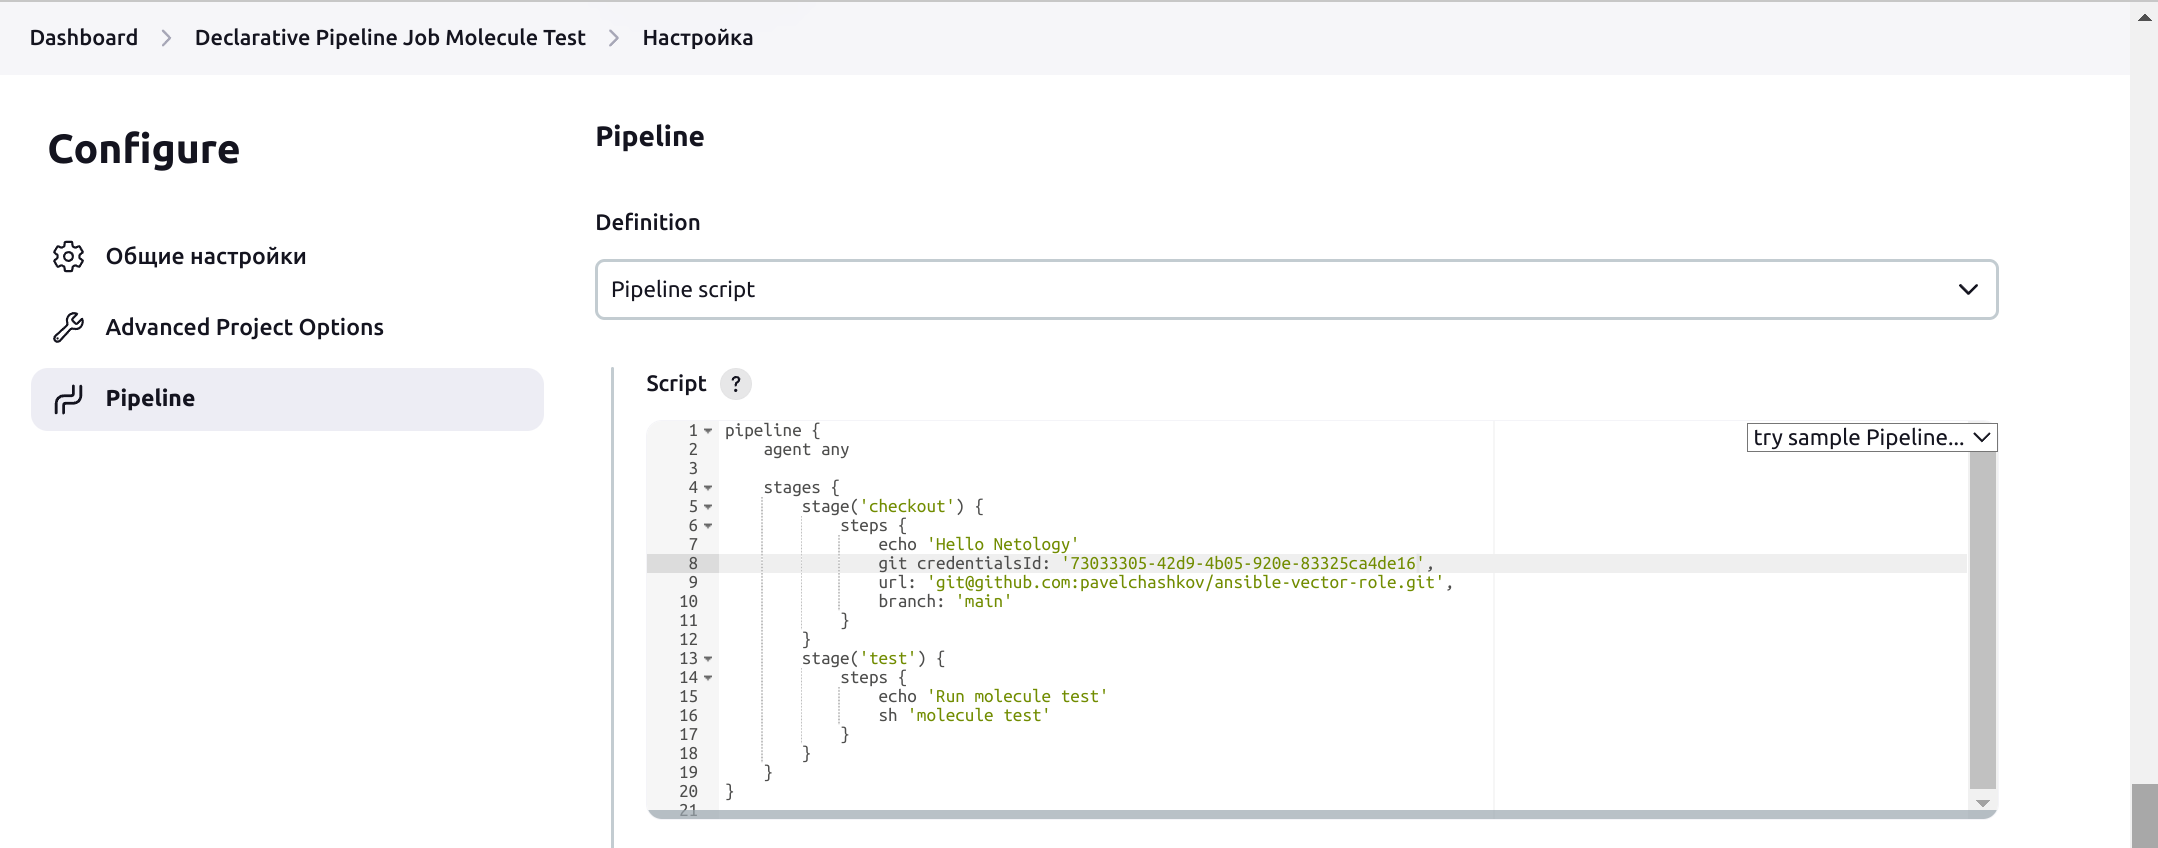 Dashboard > Declarative Pipeline Job Molecule Test > Настройка
Configure
Общие настройки
Advanced Project Options
Pipeline
Pipeline
Definition
Pipeline script
Script ?
try sample Pipeline...
1 pipeline {
2     agent any
3
4     stages {
5         stage('checkout') {
6             steps {
7                 echo 'Hello Netology'
8                 git credentialsId: '73033305-42d9-4b05-920e-83325ca4de16',
9                 url: 'git@github.com:pavelchashkov/ansible-vector-role.git',
10                 branch: 'main'
11             }
12         }
13         stage('test') {
14             steps {
15                 echo 'Run molecule test'
16                 sh 'molecule test'
17             }
18         }
19     }
20 }
21